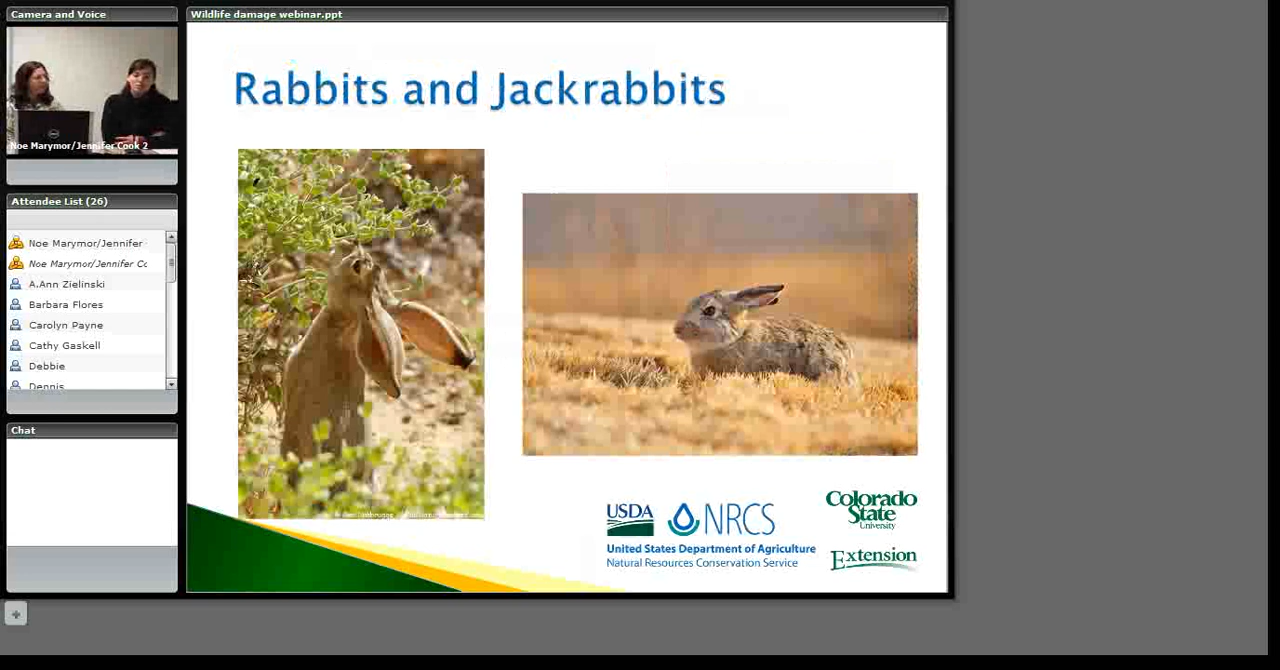 Camera and Voice
Noe Marymor/Jennifer Cook 2
Attendee List (26)
Noe Marymor/Jennifer
Noe Marymor/Jennifer Co
A.Ann Zielinski
Barbara Flores
Carolyn Payne
Cathy Gaskell
Debbie
Dennis
Chat
Wildlife damage webinar.ppt
Rabbits and Jackrabbits
USDA NRCS
United States Department of Agriculture
Natural Resources Conservation Service
Colorado
State
University
Extension